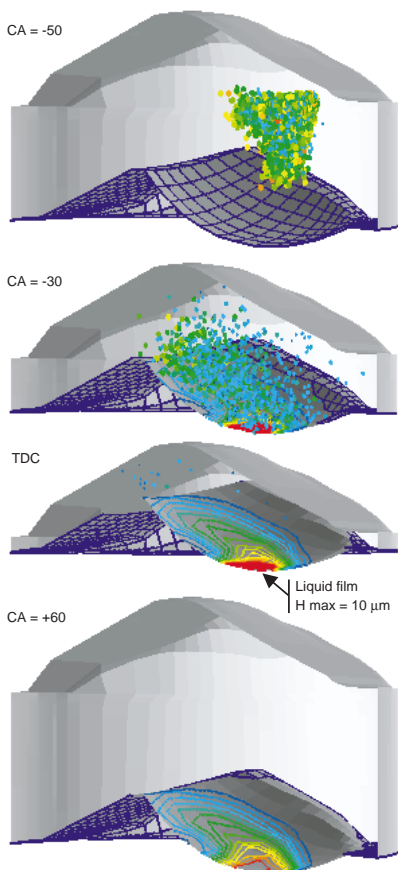 CA = -50
CA = -30
TDC
Liquid film
H max = 10 µm
CA = +60